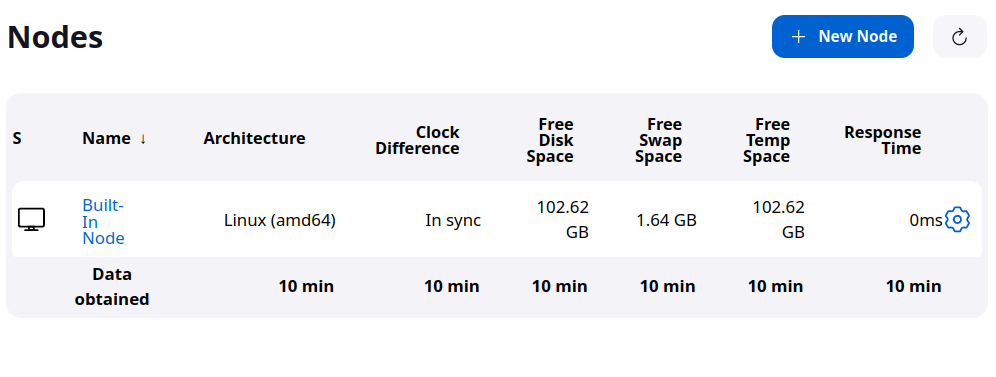 Nodes
+ New Node
S
Name ↓
Architecture
Clock
Difference
Free
Disk
Space
Free
Swap
Space
Free
Temp
Space
Response
Time
Built-
In
Node
Linux (amd64)
In sync
102.62
GB
1.64 GB
102.62
GB
0ms
Data
obtained
10 min
10 min
10 min
10 min
10 min
10 min